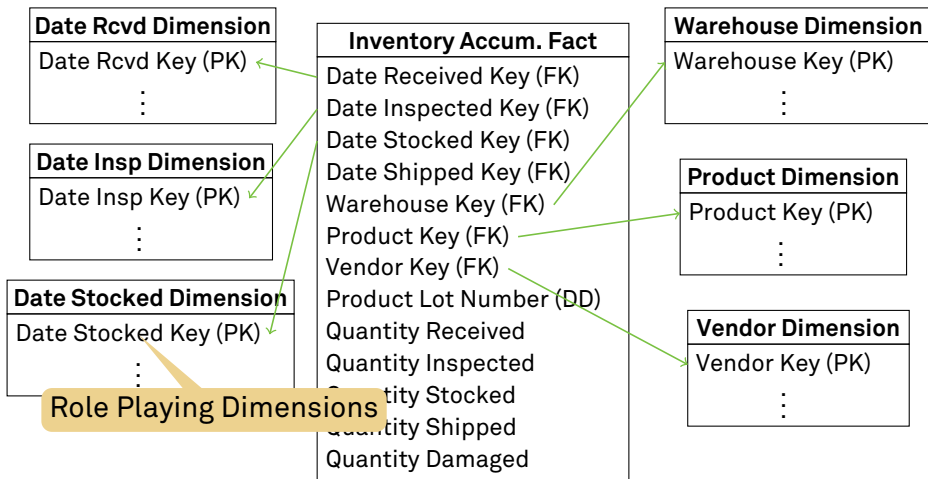 Date Rcvd Dimension
Date Rcvd Key (PK)
⋮
Date Insp Dimension
Date Insp Key (PK)
⋮
Date Stocked Dimension
Date Stocked Key (PK)
⋮
Role Playing Dimensions
Inventory Accum. Fact
Date Received Key (FK)
Date Inspected Key (FK)
Date Stocked Key (FK)
Date Shipped Key (FK)
Warehouse Key (FK)
Product Key (FK)
Vendor Key (FK)
Product Lot Number (DD)
Quantity Received
Quantity Inspected
Quantity Stocked
Quantity Shipped
Quantity Damaged
Warehouse Dimension
Warehouse Key (PK)
⋮
Product Dimension
Product Key (PK)
⋮
Vendor Dimension
Vendor Key (PK)
⋮